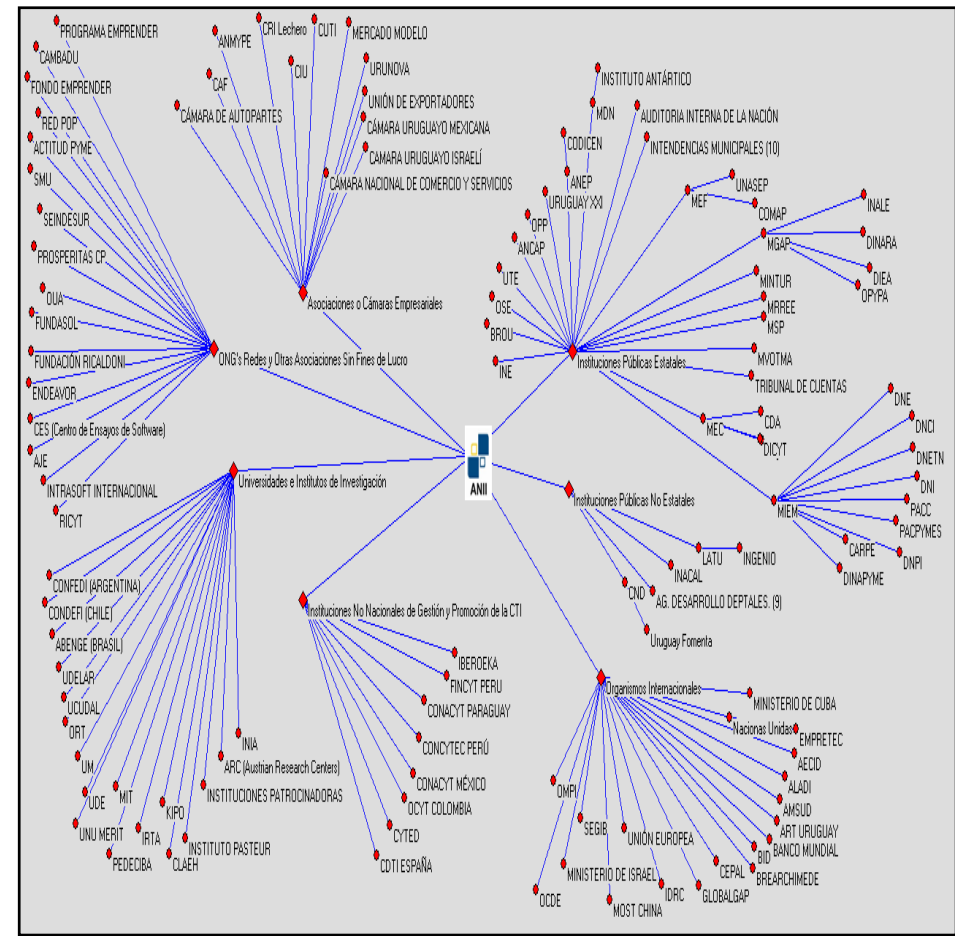 PROGRAMA EMPRENDER
CAMBADU
FONDO EMPRENDER
RED POP
ACTITUD PYME
SMU
SEINDESUR
PROSPERITAS CP
OUA
FUNDASOL
FUNDACIÓN RICALDONI
ENDEAVOR
CES (Centro de Ensayos de Software)
AJE
INTRASOFT INTERNACIONAL
RICYT
ONG's Redes y Otras Asociaciones Sin Fines de Lucro
ANMYPE
CRI Lechero
CUTI
MERCADO MODELO
CAF
CIU
URUNOVA
CÁMARA DE AUTOPARTES
UNIÓN DE EXPORTADORES
CÁMARA URUGUAYO MEXICANA
CAMARA URUGUAYO ISRAELÍ
CÁMARA NACIONAL DE COMERCIO Y SERVICIOS
Asociaciones o Cámaras Empresariales
INSTITUTO ANTÁRTICO
MDN
AUDITORIA INTERNA DE LA NACIÓN
CODICEN
INTENDENCIAS MUNICIPALES (10)
ANEP
URUGUAY XXI
OPP
ANCAP
UTE
OSE
BROU
INE
UNASEP
MEF
COMAP
INALE
MGAP
DINARA
DIEA
OPYPA
MINTUR
MRREE
MSP
Instituciones Públicas Estatales
MVOTMA
TRIBUNAL DE CUENTAS
MEC
CDA
DICYT
DNE
DNCI
DNETN
DNI
PACC
PACPYMES
MIEM
CARPE
DNPI
DINAPYME
ANII
Instituciones Públicas No Estatales
LATU
INGENIO
INACAL
CND
AG. DESARROLLO DEPTALES. (9)
Uruguay Fomenta
Universidades e Institutos de Investigación
CONFEDI (ARGENTINA)
CONDEFI (CHILE)
ABENGE (BRASIL)
UDELAR
UCUDAL
ORT
UM
UDE
UNU MERIT
MIT
PEDECIBA
IRTA
KIPO
CLAEH
INSTITUTO PASTEUR
INSTITUCIONES PATROCINADORAS
ARC (Austrian Research Centers)
INIA
Instituciones No Nacionales de Gestión y Promoción de la CTI
IBEROEKA
FINCYT PERU
CONACYT PARAGUAY
CONCYTEC PERÚ
CONACYT MÉXICO
OCYT COLOMBIA
CYTED
CDTI ESPAÑA
Organismos Internacionales
MINISTERIO DE CUBA
Nacionas Unidas
EMPRETEC
AECID
ALADI
AMSUD
ART URUGUAY
BANCO MUNDIAL
BID
BREARCHIMEDE
CEPAL
GLOBALGAP
IDRC
UNIÓN EUROPEA
MOST CHINA
SEGIB
MINISTERIO DE ISRAEL
OMPI
OCDE